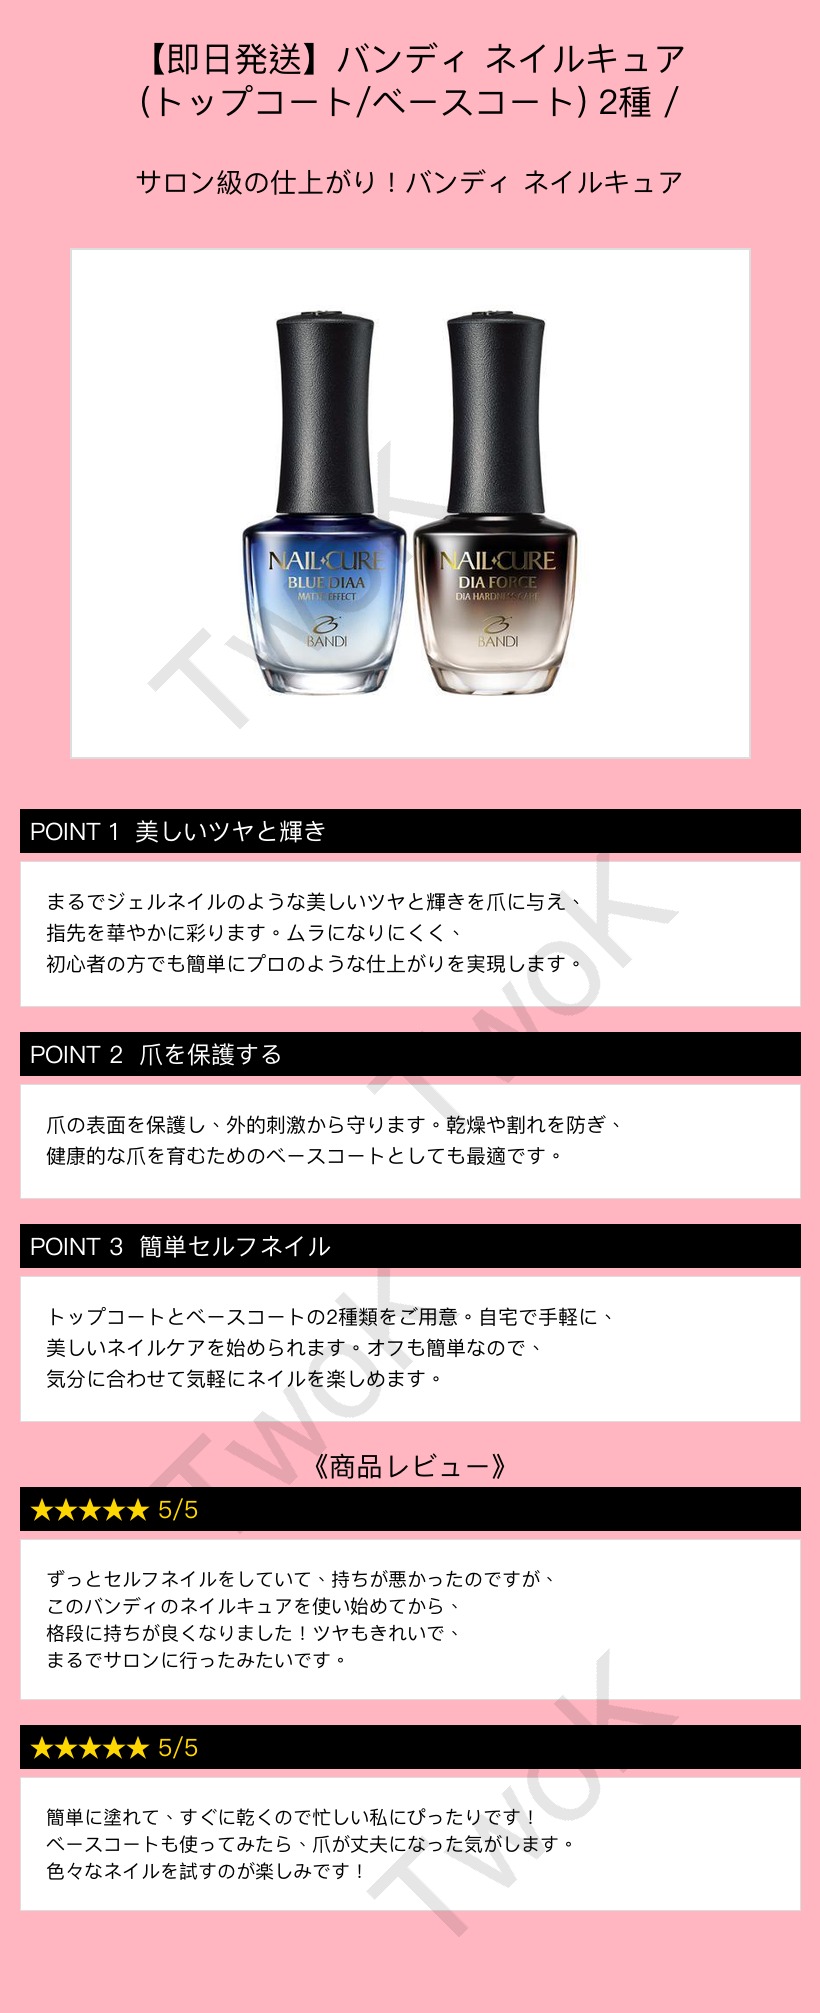 【即日発送】バンディ ネイルキュア
(トップコート/ベースコート) 2種 /
サロン級の仕上がり！バンディ ネイルキュア
NAIL CURE
BLUE DIAA
MATTE EFFECT
BANDI
NAIL CURE
DIA FORCE
DIA HARDNESS CARE
BANDI
TwoK
POINT 1 美しいツヤと輝き
まるでジェルネイルのような美しいツヤと輝きを爪に与え、
指先を華やかに彩ります。ムラになりにくく、
初心者の方でも簡単にプロのような仕上がりを実現します。
TwoK
POINT 2 爪を保護する
爪の表面を保護し、外的刺激から守ります。乾燥や割れを防ぎ、
健康的な爪を育むためのベースコートとしても最適です。
POINT 3 簡単セルフネイル
トップコートとベースコートの2種類をご用意。自宅で手軽に、
美しいネイルケアを始められます。オフも簡単なので、
気分に合わせて気軽にネイルを楽しめます。
TwoK
《商品レビュー》
★★★★★ 5/5
ずっとセルフネイルをしていて、持ちが悪かったのですが、
このバンディのネイルキュアを使い始めてから、
格段に持ちが良くなりました！ツヤもきれいで、
まるでサロンに行ったみたいです。
★★★★★ 5/5
簡単に塗れて、すぐに乾くので忙しい私にぴったりです！
ベースコートも使ってみたら、爪が丈夫になった気がします。
色々なネイルを試すのが楽しみです！
TwoK